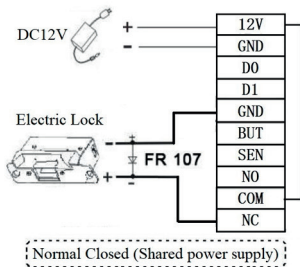 DC12V
+
-
Electric Lock
-
+
+
-
FR 107
12V
GND
D0
D1
GND
BUT
SEN
NO
COM
NC
Normal Closed (Shared power supply)